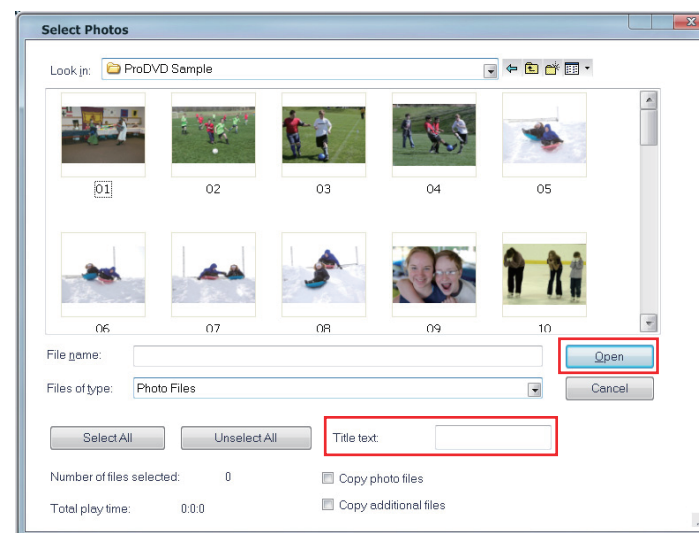 Select Photos
Look in: ProDVD Sample
01 02 03 04 05
06 07 08 09 10
File name: Open
Files of type: Photo Files Cancel
Select All Unselect All Title text:
Number of files selected: 0 Copy photo files
Total play time: 0:0:0 Copy additional files